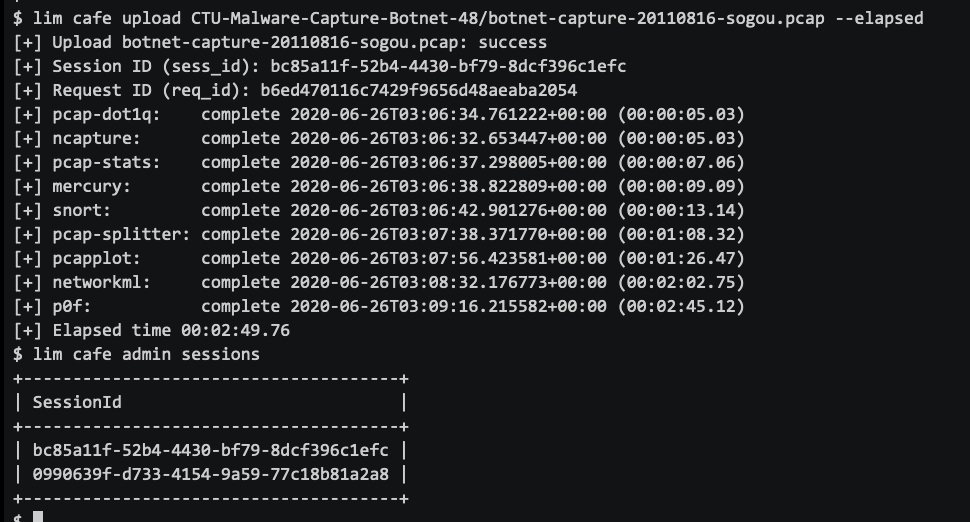 $ lim cafe upload CTU-Malware-Capture-Botnet-48/botnet-capture-20110816-sogou.pcap --elapsed
[+] Upload botnet-capture-20110816-sogou.pcap: success
[+] Session ID (sess_id): bc85a11f-52b4-4430-bf79-8dcf396c1efc
[+] Request ID (req_id): b6ed470116c7429f9656d48aeaba2054
[+] pcap-dot1q:    complete 2020-06-26T03:06:34.761222+00:00 (00:00:05.03)
[+] ncapture:      complete 2020-06-26T03:06:32.653447+00:00 (00:00:05.03)
[+] pcap-stats:    complete 2020-06-26T03:06:37.298005+00:00 (00:00:07.06)
[+] mercury:       complete 2020-06-26T03:06:38.822809+00:00 (00:00:09.09)
[+] snort:         complete 2020-06-26T03:06:42.901276+00:00 (00:00:13.14)
[+] pcap-splitter: complete 2020-06-26T03:07:38.371770+00:00 (00:01:08.32)
[+] pcapplot:      complete 2020-06-26T03:07:56.423581+00:00 (00:01:26.47)
[+] networkml:     complete 2020-06-26T03:08:32.176773+00:00 (00:02:02.75)
[+] p0f:           complete 2020-06-26T03:09:16.215582+00:00 (00:02:45.12)
[+] Elapsed time 00:02:49.76
$ lim cafe admin sessions
+--------------------------------------+
| SessionId                            |
+--------------------------------------+
| bc85a11f-52b4-4430-bf79-8dcf396c1efc |
| 0990639f-d733-4154-9a59-77c18b81a2a8 |
+--------------------------------------+
$